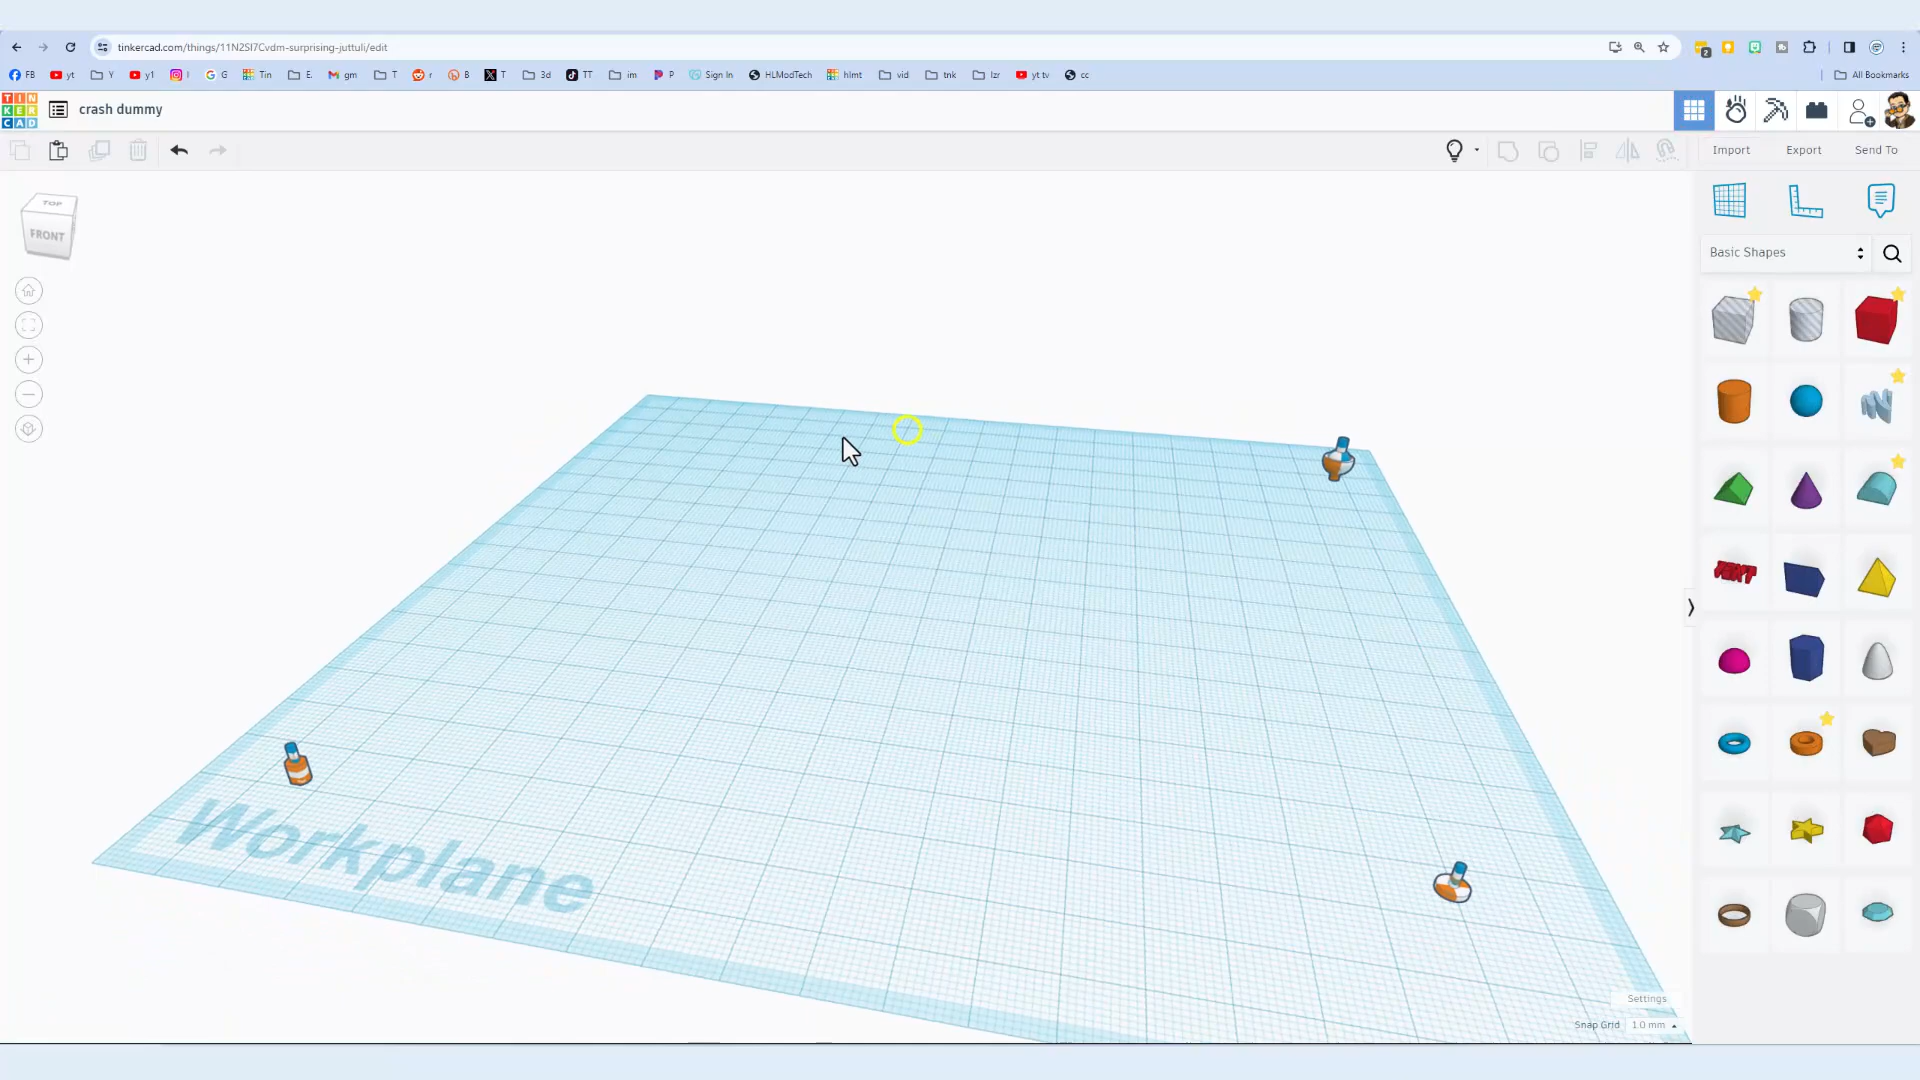 tinkercad.com/things/11N2SI7Cvdm-surprising-juttuli/edit
FB yt Y y1 I G Tin E. gm T r B T 3d TT im P Sign In HLModTech hlmt vid tnk lzr yt tv cc All Bookmarks
2
TIN
KER
CAD
crash dummy
Import Export Send To
TOP
FRONT
Basic Shapes
TEXT
Workplane
Settings
Snap Grid 1.0 mm